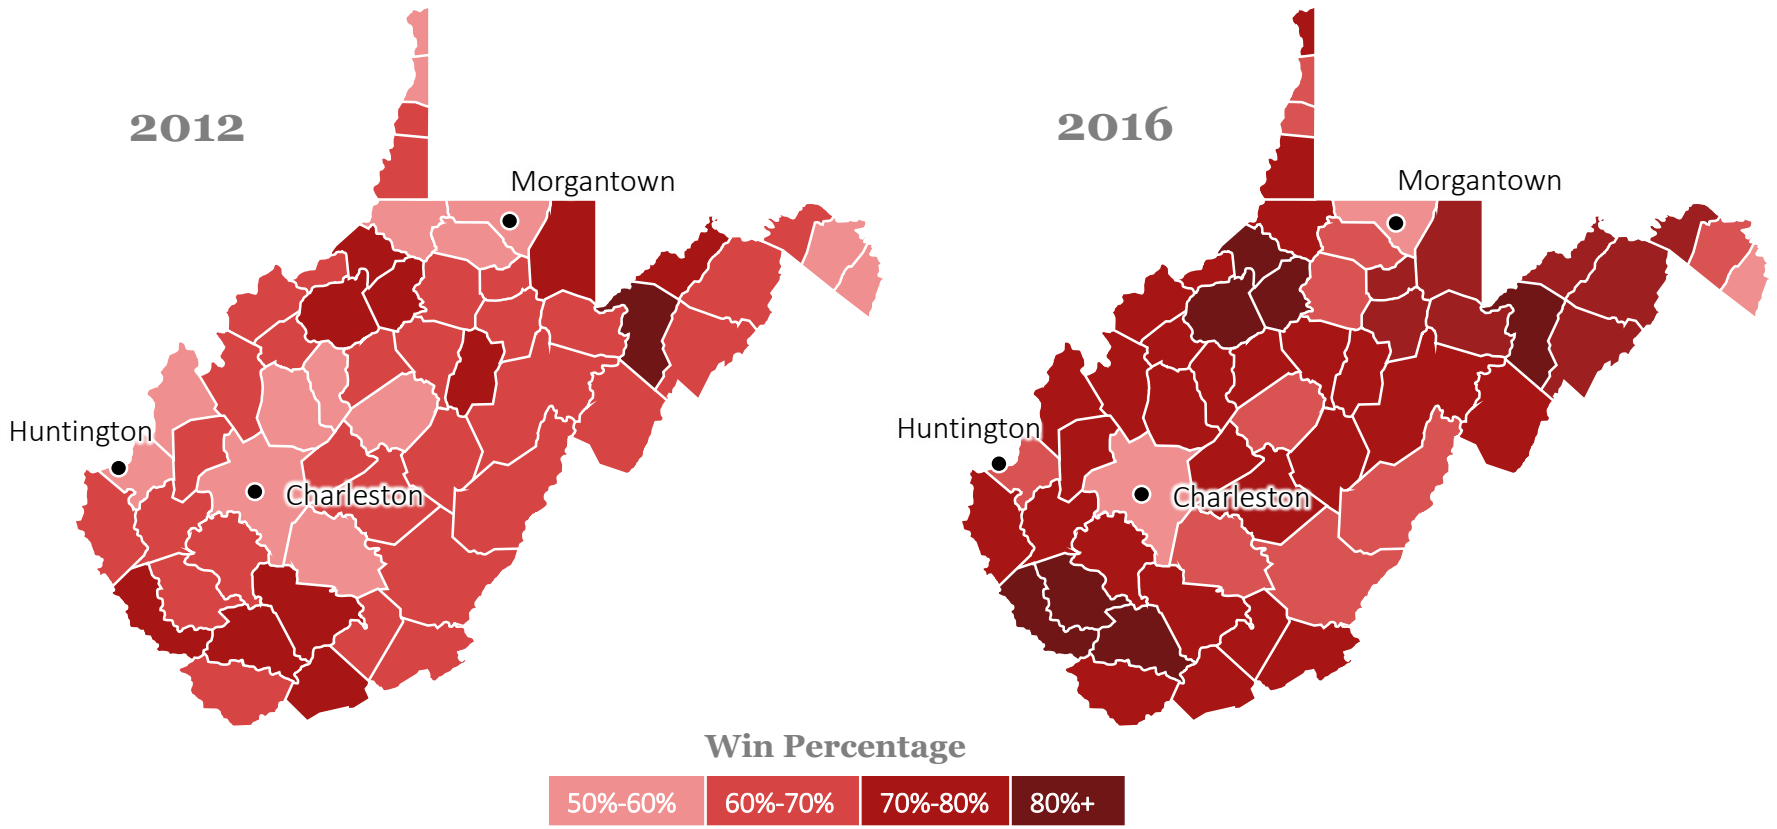 2012
2016
Morgantown
Morgantown
Huntington
Huntington
Charleston
Charleston
Win Percentage
50%-60%
60%-70%
70%-80%
80%+